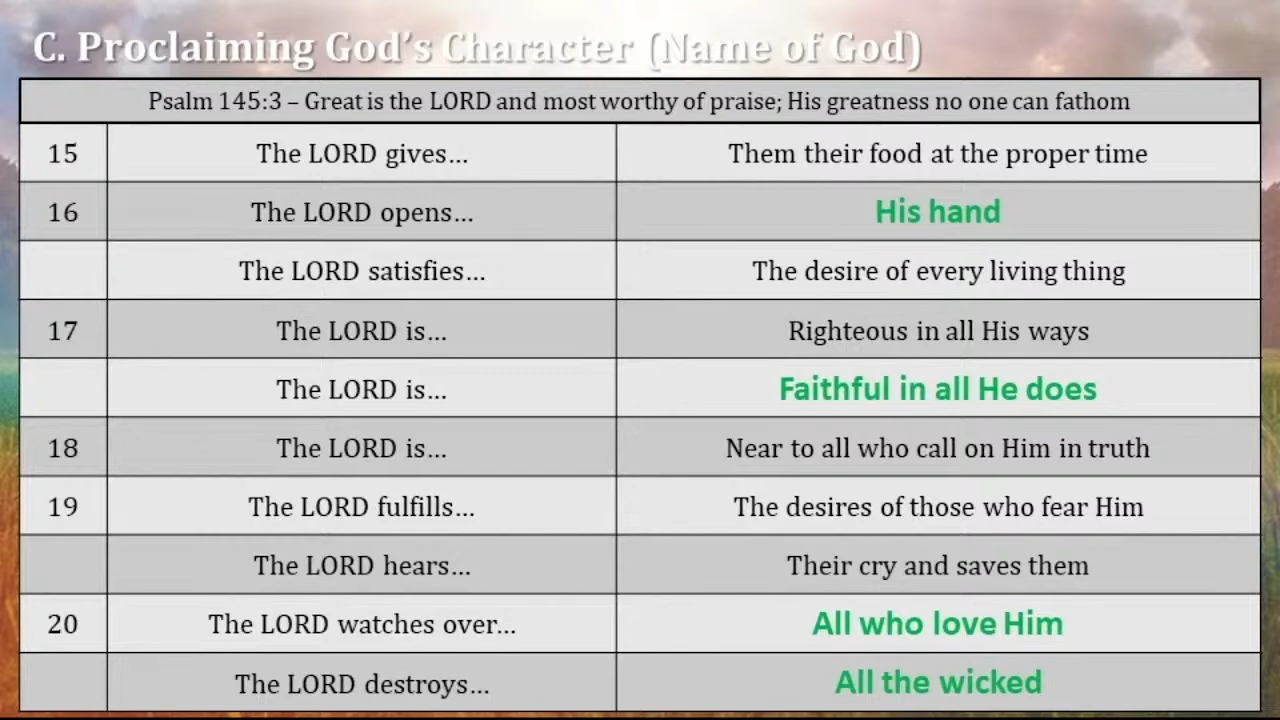 C. Proclaiming God's Character (Name of God)
Psalm 145:3 – Great is the LORD and most worthy of praise; His greatness no one can fathom
15 The LORD gives... Them their food at the proper time
16 The LORD opens... His hand
The LORD satisfies... The desire of every living thing
17 The LORD is... Righteous in all His ways
The LORD is... Faithful in all He does
18 The LORD is... Near to all who call on Him in truth
19 The LORD fulfills... The desires of those who fear Him
The LORD hears... Their cry and saves them
20 The LORD watches over... All who love Him
The LORD destroys... All the wicked